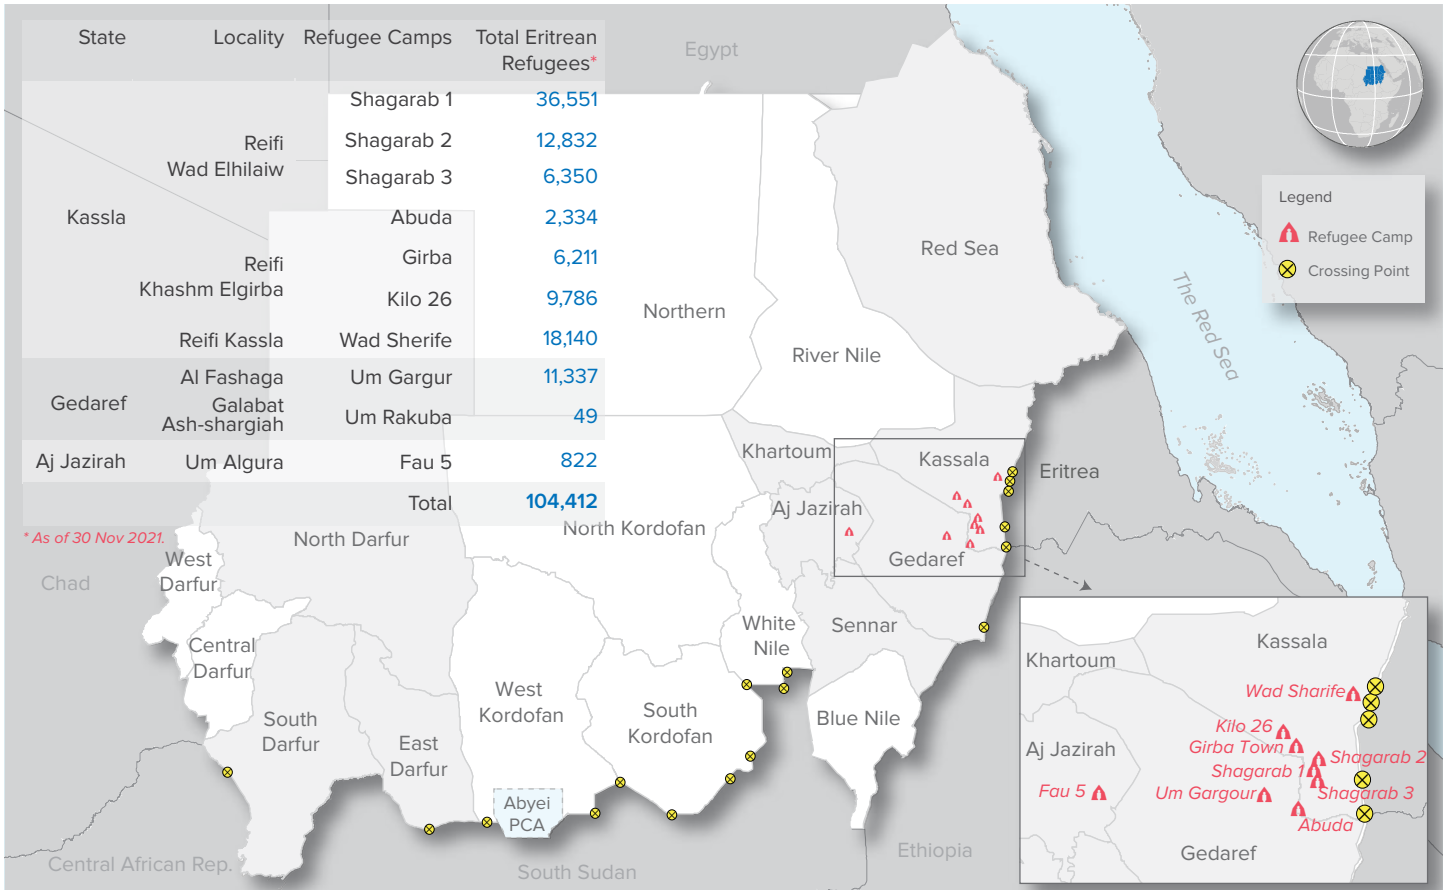 State Locality Refugee Camps Total Eritrean
Refugees*
Shagarab 1 36,551
Reifi
Wad Elhilaiw
Shagarab 2 12,832
Shagarab 3 6,350
Kassla
Abuda 2,334
Reifi
Khashm Elgirba
Girba 6,211
Kilo 26 9,786
Reifi Kassla Wad Sherife 18,140
Gedaref
Al Fashaga Um Gargur 11,337
Galabat
Ash-shargiah
Um Rakuba 49
Aj Jazirah Um Algura Fau 5 822
Total 104,412
* As of 30 Nov 2021.
Egypt
Red Sea
The Red Sea
Northern
River Nile
Legend
Refugee Camp
Crossing Point
Khartoum
Kassala
Eritrea
Aj Jazirah
Gedaref
North Kordofan
North Darfur
West
Darfur
Chad
Central
Darfur
White
Nile
Sennar
West
Kordofan
South
Kordofan
Blue Nile
South
Darfur
East
Darfur
Abyei
PCA
Central African Rep.
South Sudan
Ethiopia
Kassala
Khartoum
Wad Sharife
Kilo 26
Girba Town
Aj Jazirah
Shagarab 2
Shagarab 1
Fau 5
Um Gargour
Shagarab 3
Abuda
Gedaref